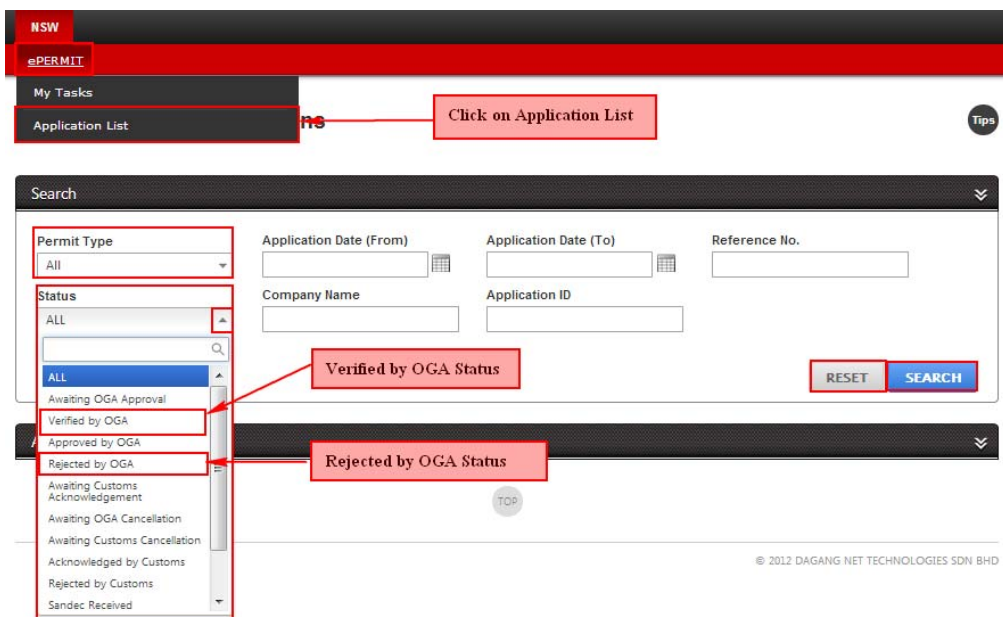 NSW
ePERMIT
My Tasks
Application List
ns
Click on Application List
Tips
Search
Permit Type
Application Date (From)
Application Date (To)
Reference No.
All
Status
Company Name
Application ID
ALL
Verified by OGA Status
RESET
SEARCH
ALL
Awaiting OGA Approval
Verified by OGA
A
Approved by OGA
Rejected by OGA
Rejected by OGA Status
Awaiting Customs
Acknowledgement
TOP
Awaiting OGA Cancellation
Awaiting Customs Cancellation
Acknowledged by Customs
© 2012 DAGANG NET TECHNOLOGIES SDN BHD
Rejected by Customs
Sandec Received